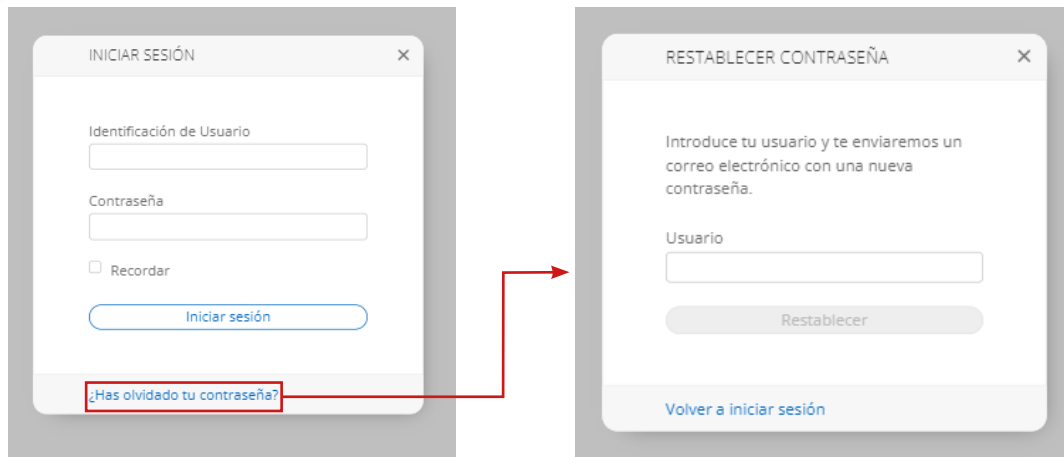 INICIAR SESIÓN
Identificación de Usuario
Contraseña
Recordar
Iniciar sesión
¿Has olvidado tu contraseña?
RESTABLECER CONTRASEÑA
Introduce tu usuario y te enviaremos un
correo electrónico con una nueva
contraseña.
Usuario
Restablecer
Volver a iniciar sesión